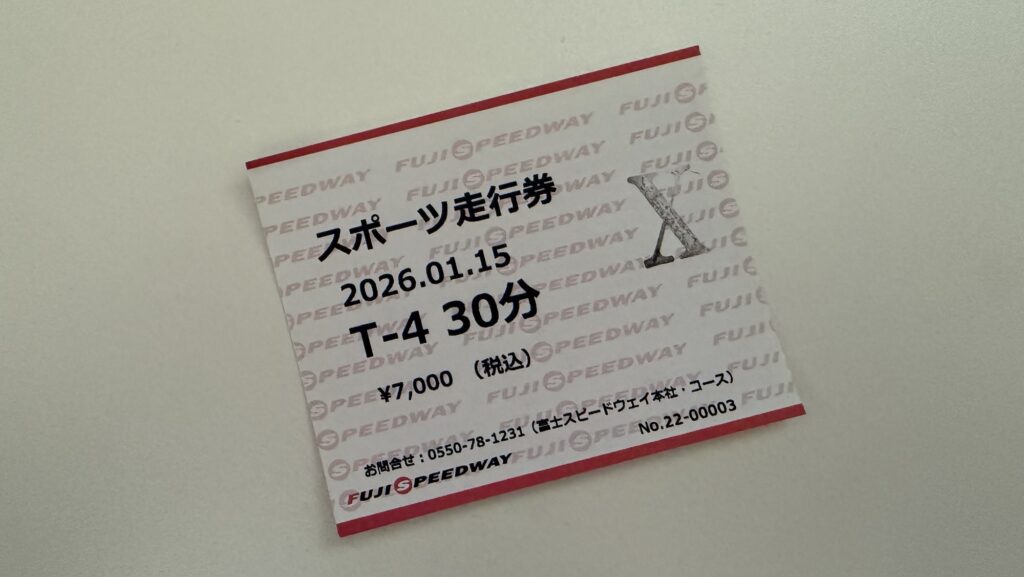 スポーツ走行券
X
2026.01.15
T-4 30分
¥7,000 （税込）
お問合せ：0550-78-1231（富士スピードウェイ本社・コース）
FUJI SPEEDWAY
No.22-00003